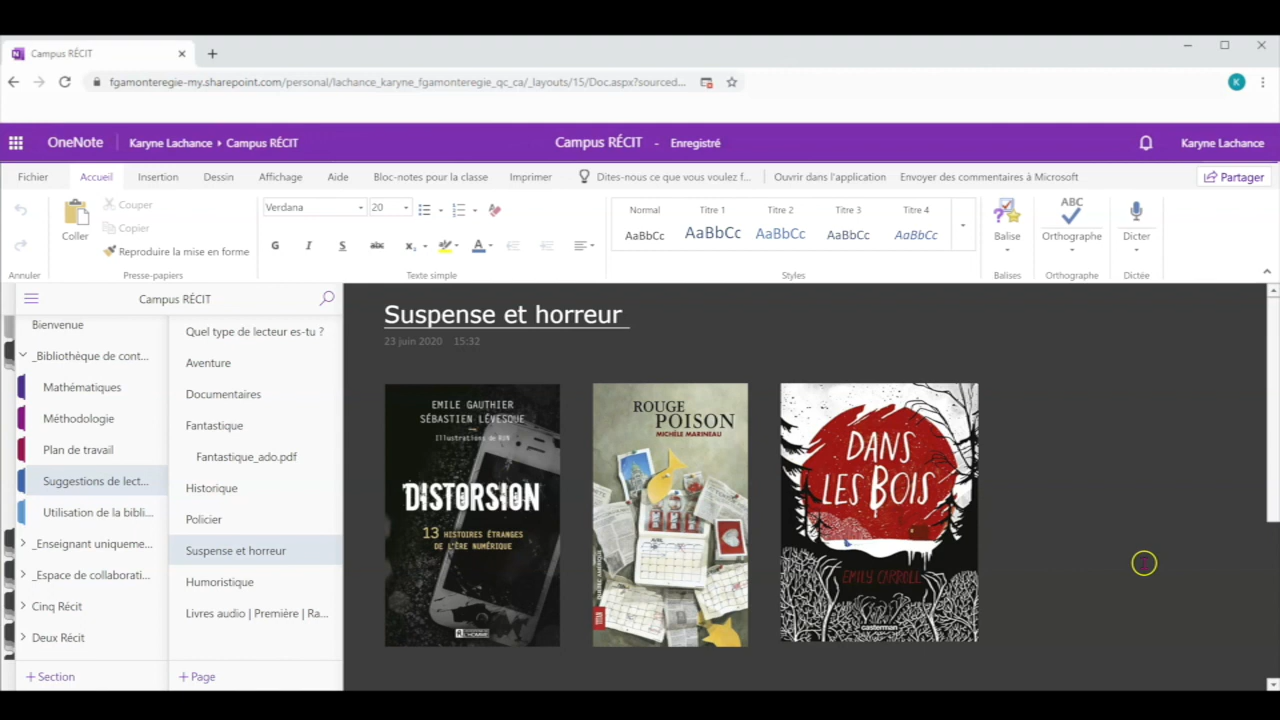 Campus RÉCIT
fgamonteregie-my.sharepoint.com/personal/lachance_karyne_fgamonteregie_qc_ca/_layouts/15/Doc.aspx?sourced...
K
OneNote
Karyne Lachance › Campus RÉCIT
Campus RÉCIT - Enregistré
Karyne Lachance
Fichier
Accueil
Insertion
Dessin
Affichage
Aide
Bloc-notes pour la classe
Imprimer
Dites-nous ce que vous voulez f...
Ouvrir dans l'application
Envoyer des commentaires à Microsoft
Partager
Annuler
Coller
Couper
Copier
Reproduire la mise en forme
Presse-papiers
Verdana
20
G I S abc
Texte simple
Normal
AaBbCc
Titre 1
AaBbCc
Titre 2
AaBbCc
Titre 3
AaBbCc
Titre 4
AaBbCc
Styles
Balise
Balises
ABC
Orthographe
Orthographe
Dicter
Dictée
Campus RÉCIT
Bienvenue
_Bibliothèque de cont...
Mathématiques
Méthodologie
Plan de travail
Suggestions de lect...
Utilisation de la bibli...
_Enseignant uniqueme...
_Espace de collaborati...
Cinq Récit
Deux Récit
+ Section
Quel type de lecteur es-tu ?
Aventure
Documentaires
Fantastique
Fantastique_ado.pdf
Historique
Policier
Suspense et horreur
Humoristique
Livres audio | Première | Ra...
+ Page
Suspense et horreur
23 juin 2020 15:32
EMILE GAUTHIER
SÉBASTIEN LÉVESQUE
DISTORSION
13 HISTOIRES ÉTRANGES
DE L'ÈRE NUMÉRIQUE
ROUGE
POISON
MICHÈLE MARINEAU
QUÉBEC AMÉRIQUE
DANS
LES BOIS
EMILY CARROLL
casterman